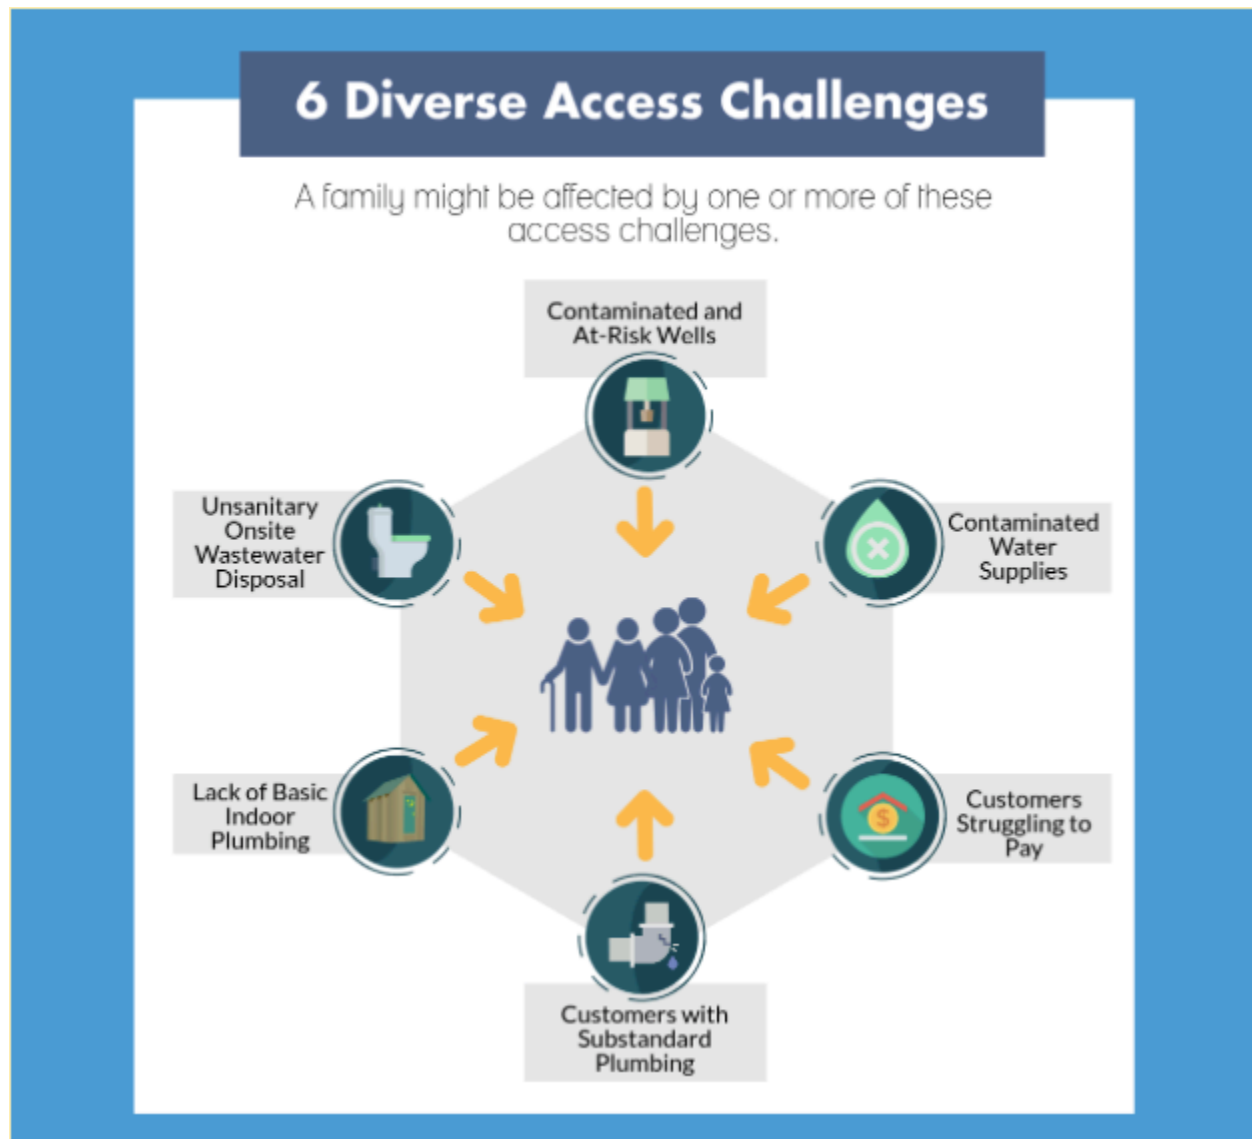 6 Diverse Access Challenges
A family might be affected by one or more of these
access challenges.
Contaminated and
At-Risk Wells
Unsanitary
Onsite
Wastewater
Disposal
Contaminated
Water
Supplies
Lack of Basic
Indoor
Plumbing
Customers
Struggling to
Pay
$
Customers with
Substandard
Plumbing